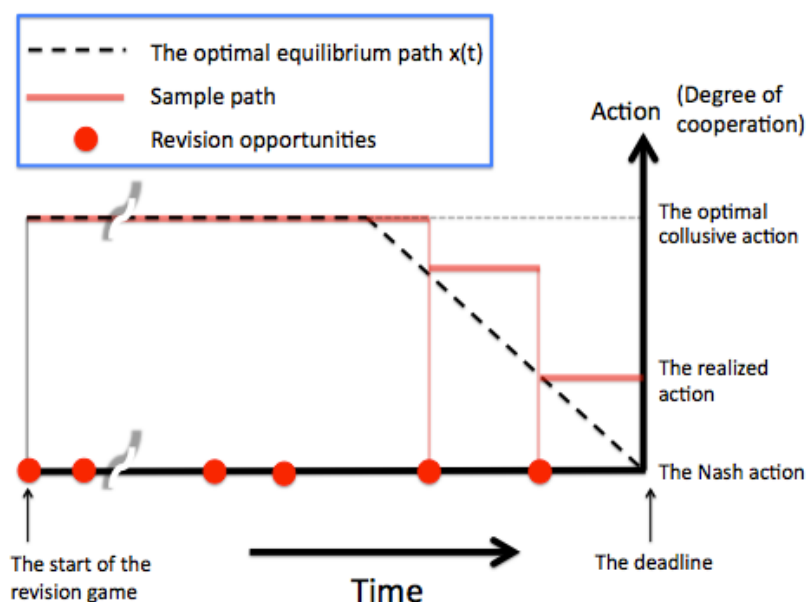 The optimal equilibrium path x(t)
Sample path
Revision opportunities
Action
(Degree of
cooperation)
The optimal
collusive action
The realized
action
The Nash action
The start of the
revision game
Time
The deadline